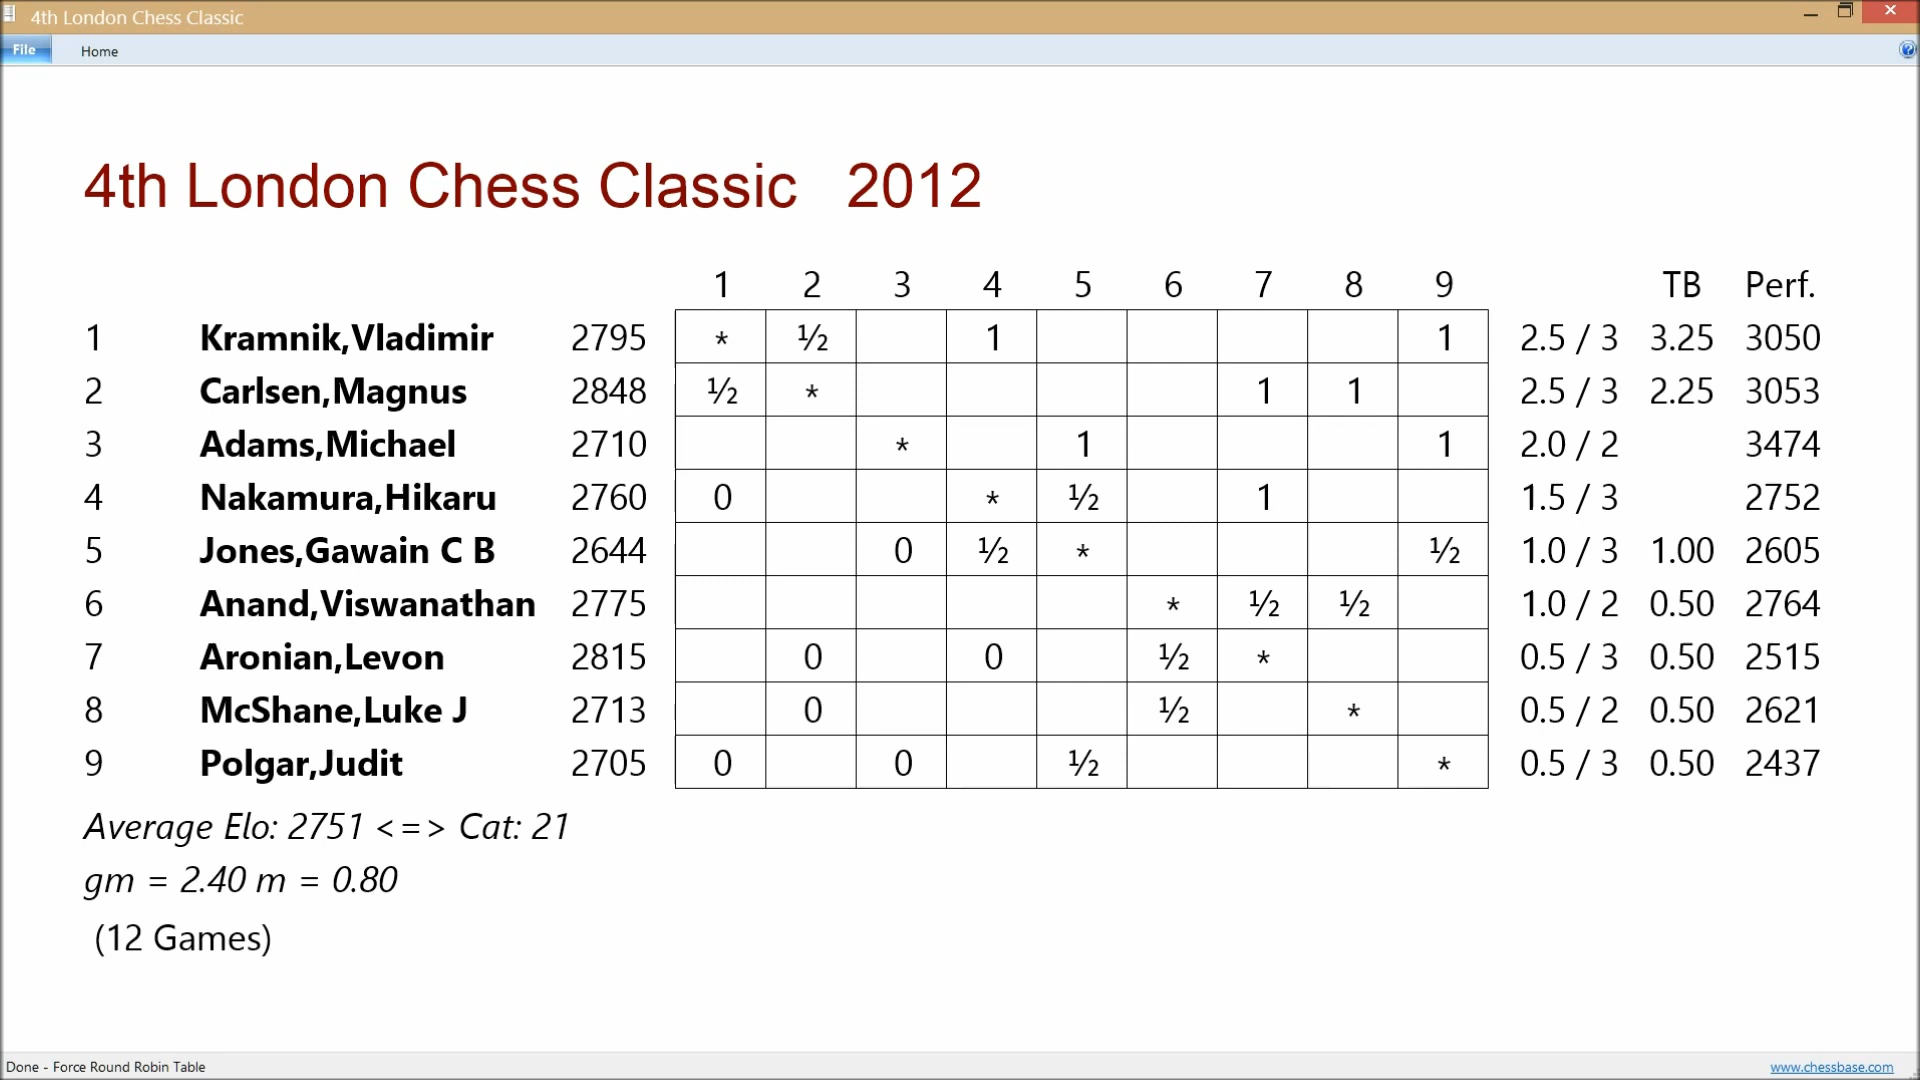 4th London Chess Classic
File Home
4th London Chess Classic 2012
1 2 3 4 5 6 7 8 9 TB Perf.
1 Kramnik,Vladimir 2795 * ½ 1 1 2.5 / 3 3.25 3050
2 Carlsen,Magnus 2848 ½ * 1 1 2.5 / 3 2.25 3053
3 Adams,Michael 2710 * 1 1 2.0 / 2 3474
4 Nakamura,Hikaru 2760 0 * ½ 1 1.5 / 3 2752
5 Jones,Gawain C B 2644 0 ½ * ½ 1.0 / 3 1.00 2605
6 Anand,Viswanathan 2775 * ½ ½ 1.0 / 2 0.50 2764
7 Aronian,Levon 2815 0 0 ½ * 0.5 / 3 0.50 2515
8 McShane,Luke J 2713 0 ½ * 0.5 / 2 0.50 2621
9 Polgar,Judit 2705 0 0 ½ * 0.5 / 3 0.50 2437
Average Elo: 2751 <=> Cat: 21
gm = 2.40 m = 0.80
(12 Games)
Done - Force Round Robin Table www.chessbase.com